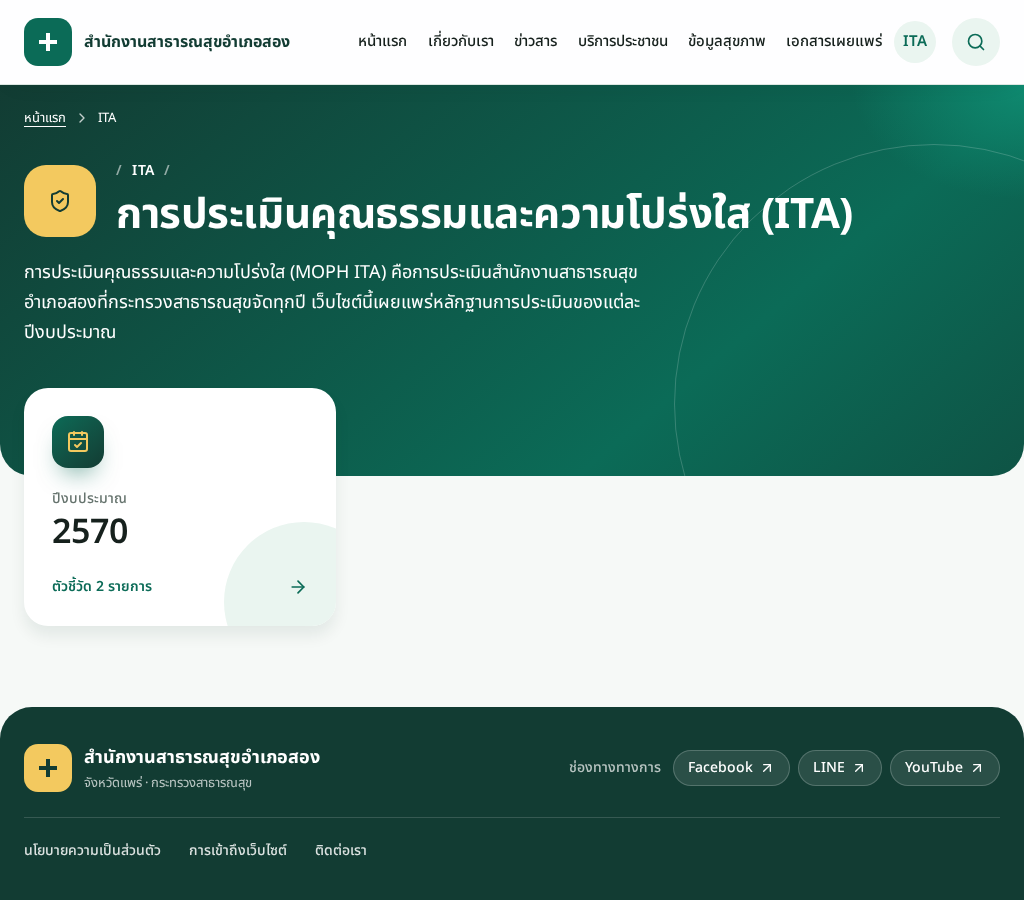 สำนักงานสาธารณสุขอำเภอสอง
หน้าแรก เกี่ยวกับเรา ข่าวสาร บริการประชาชน ข้อมูลสุขภาพ เอกสารเผยแพร่ ITA
หน้าแรก ITA
/ ITA /
การประเมินคุณธรรมและความโปร่งใส (ITA)
การประเมินคุณธรรมและความโปร่งใส (MOPH ITA) คือการประเมินสำนักงานสาธารณสุข
อำเภอสองที่กระทรวงสาธารณสุขจัดทุกปี เว็บไซต์นี้เผยแพร่หลักฐานการประเมินของแต่ละ
ปีงบประมาณ
ปีงบประมาณ
2570
ตัวชี้วัด 2 รายการ
สำนักงานสาธารณสุขอำเภอสอง
จังหวัดแพร่ · กระทรวงสาธารณสุข
ช่องทางทางการ Facebook LINE YouTube
นโยบายความเป็นส่วนตัว การเข้าถึงเว็บไซต์ ติดต่อเรา